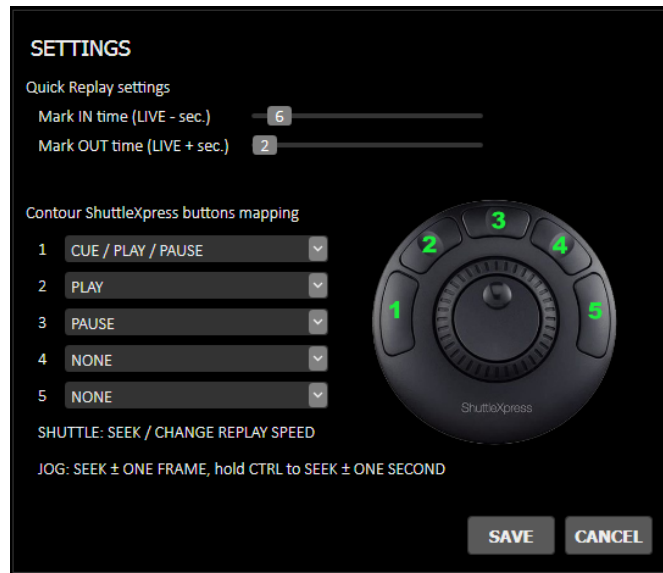 SETTINGS
Quick Replay settings
Mark IN time (LIVE - sec.) 6
Mark OUT time (LIVE + sec.) 2
Contour ShuttleXpress buttons mapping
1 CUE / PLAY / PAUSE
2 PLAY
3 PAUSE
4 NONE
5 NONE
1 2 3 4 5
ShuttleXpress
SHUTTLE: SEEK / CHANGE REPLAY SPEED
JOG: SEEK ± ONE FRAME, hold CTRL to SEEK ± ONE SECOND
SAVE CANCEL